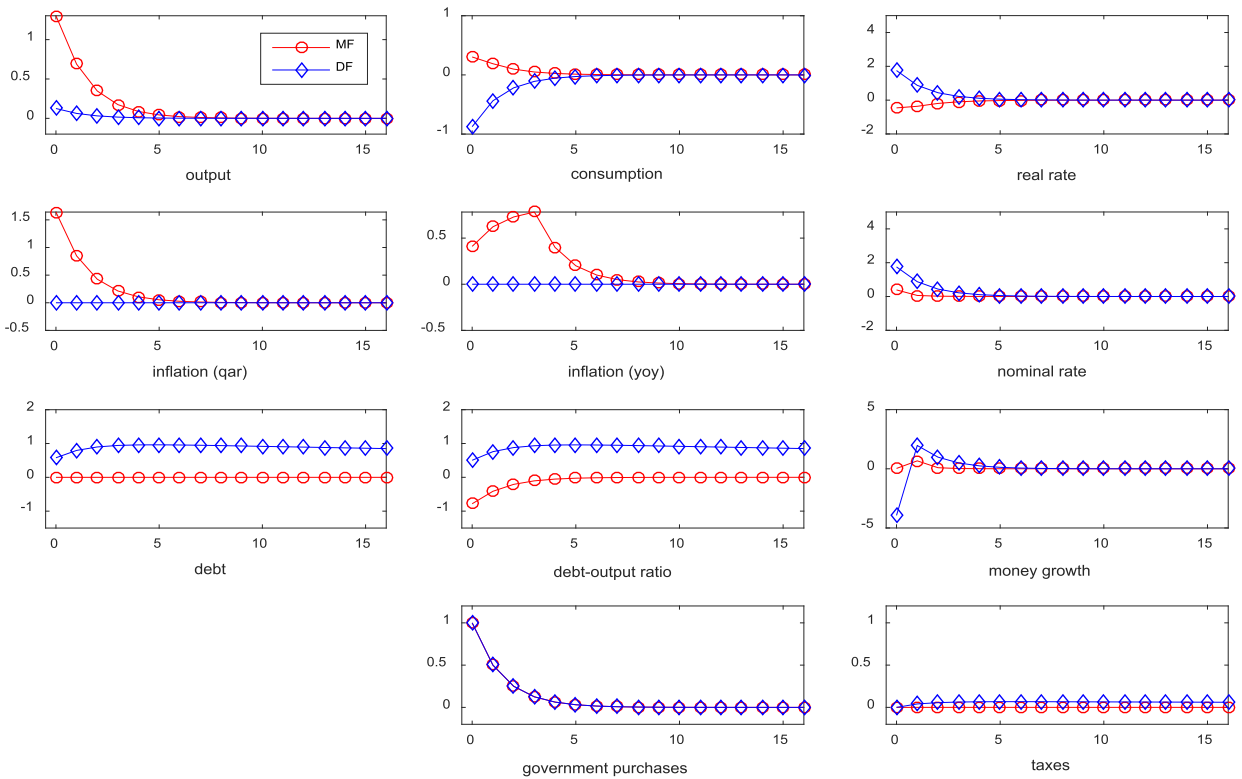 1
0.5
0
MF
DF
0 5 10 15
output
1
0
-1
0 5 10 15
consumption
4
2
0
-2
0 5 10 15
real rate
1.5
1
0.5
0
-0.5
0 5 10 15
inflation (qar)
0.5
0
-0.5
0 5 10 15
inflation (yoy)
4
2
0
-2
0 5 10 15
nominal rate
2
1
0
-1
0 5 10 15
debt
2
1
0
-1
0 5 10 15
debt-output ratio
5
0
-5
0 5 10 15
money growth
1
0.5
0
0 5 10 15
government purchases
1
0.5
0
0 5 10 15
taxes